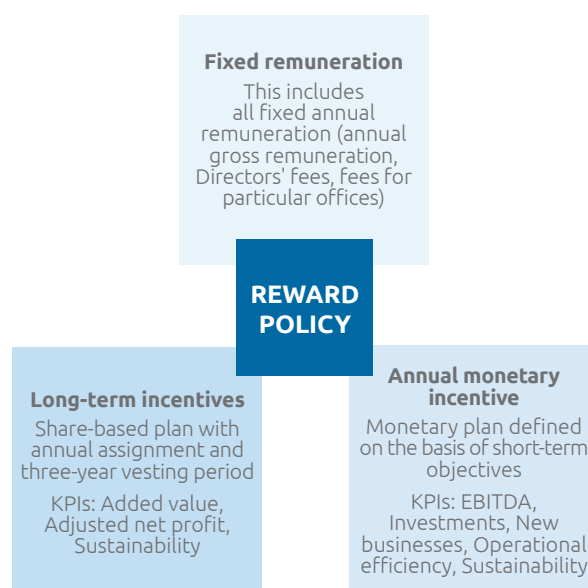 Fixed remuneration
This includes
all fixed annual
remuneration (annual
gross remuneration,
Directors' fees, fees for
particular offices)
REWARD
POLICY
Long-term incentives
Share-based plan with
annual assignment and
three-year vesting period
KPIs: Added value,
Adjusted net profit,
Sustainability
Annual monetary
incentive
Monetary plan defined
on the basis of short-term
objectives
KPIs: EBITDA,
Investments, New
businesses, Operational
efficiency, Sustainability